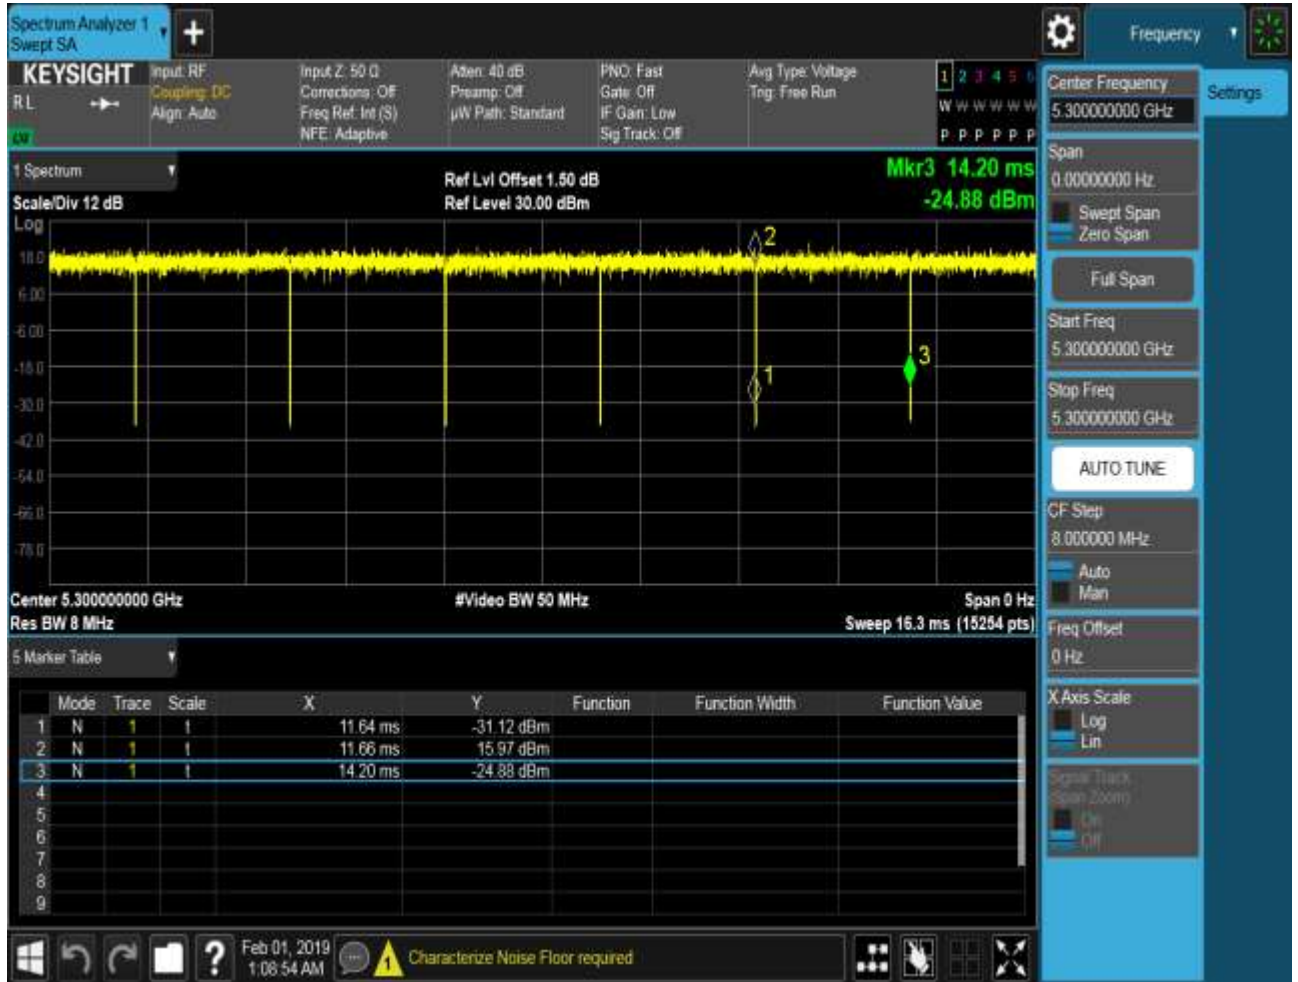 Spectrum Analyzer 1
Swept SA
+
Frequency
KEYSIGHT
RL
Input: RF
Coupling: DC
Align: Auto
Input Z: 50 Ω
Corrections: Off
Freq Ref: Int (S)
NFE: Adaptive
Atten: 40 dB
Preamp: Off
µW Path: Standard
PNO: Fast
Gate: Off
IF Gain: Low
Sig Track: Off
Avg Type: Voltage
Trig: Free Run
1 2 3 4 5 6
W W W W W W
P P P P P P
1 Spectrum
Scale/Div 12 dB
Ref Lvl Offset 1.50 dB
Ref Level 30.00 dBm
Mkr3 14.20 ms
-24.88 dBm
Log
18.0
6.00
-6.00
-18.0
-30.0
-42.0
-54.0
-66.0
-78.0
2
1
3
Center 5.300000000 GHz
#Video BW 50 MHz
Span 0 Hz
Res BW 8 MHz
Sweep 16.3 ms (15254 pts)
5 Marker Table
Mode Trace Scale X Y Function Function Width Function Value
1 N 1 t 11.64 ms -31.12 dBm
2 N 1 t 11.66 ms 15.97 dBm
3 N 1 t 14.20 ms -24.88 dBm
4
5
6
7
8
9
Center Frequency
5.300000000 GHz
Settings
Span
0.00000000 Hz
Swept Span
Zero Span
Full Span
Start Freq
5.300000000 GHz
Stop Freq
5.300000000 GHz
AUTO TUNE
CF Step
8.000000 MHz
Auto
Man
Freq Offset
0 Hz
X Axis Scale
Log
Lin
Signal Track
(Span Zoom)
On
Off
?
Feb 01, 2019
1:08:54 AM
1
Characterize Noise Floor required